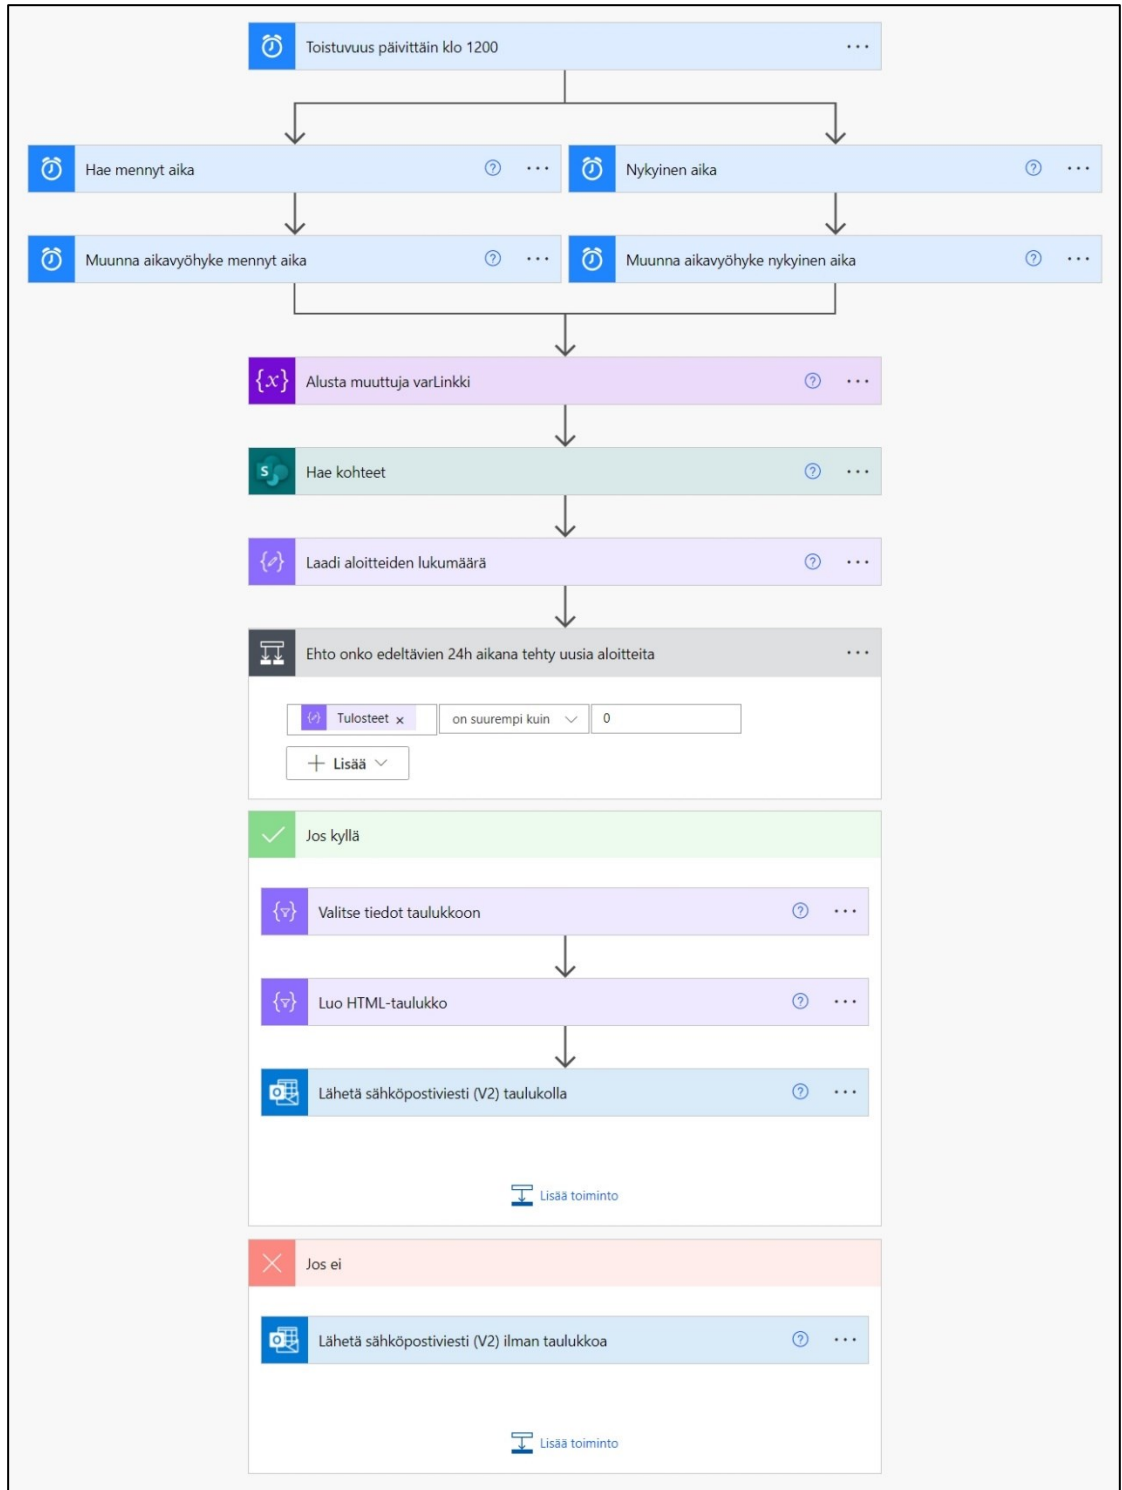 Toistuvuus päivittäin klo 1200
Hae mennyt aika
Nykyinen aika
Muunna aikavyöhyke mennyt aika
Muunna aikavyöhyke nykyinen aika
{x} Alusta muuttuja varLinkki
S Hae kohteet
Laadi aloitteiden lukumäärä
Ehto onko edeltävien 24h aikana tehty uusia aloitteita
Tulosteet x on suurempi kuin 0
+ Lisää
Jos kyllä
Valitse tiedot taulukkoon
Luo HTML-taulukko
Lähetä sähköpostiviesti (V2) taulukolla
Lisää toiminto
Jos ei
Lähetä sähköpostiviesti (V2) ilman taulukkoa
Lisää toiminto